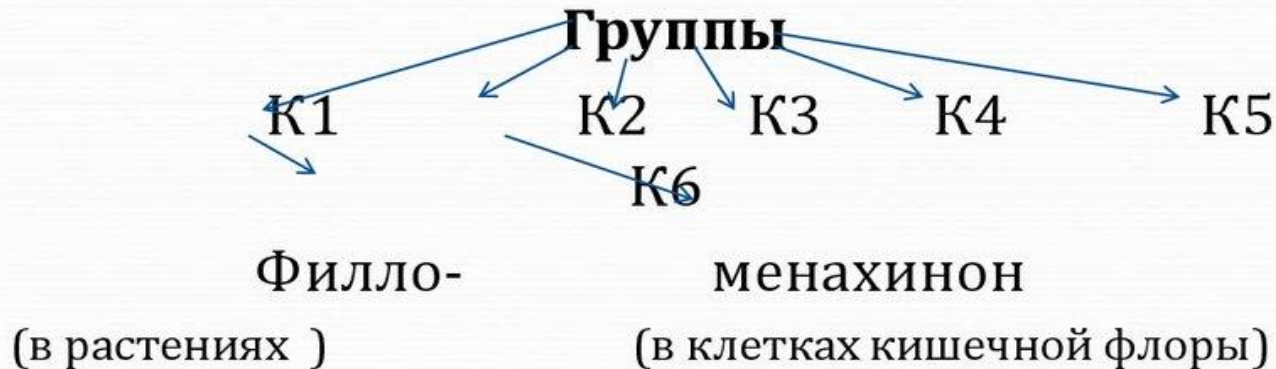 Группы
К1 К2 К3 К4 К5
К6
Филло- менахинон
(в растениях ) (в клетках кишечной флоры)